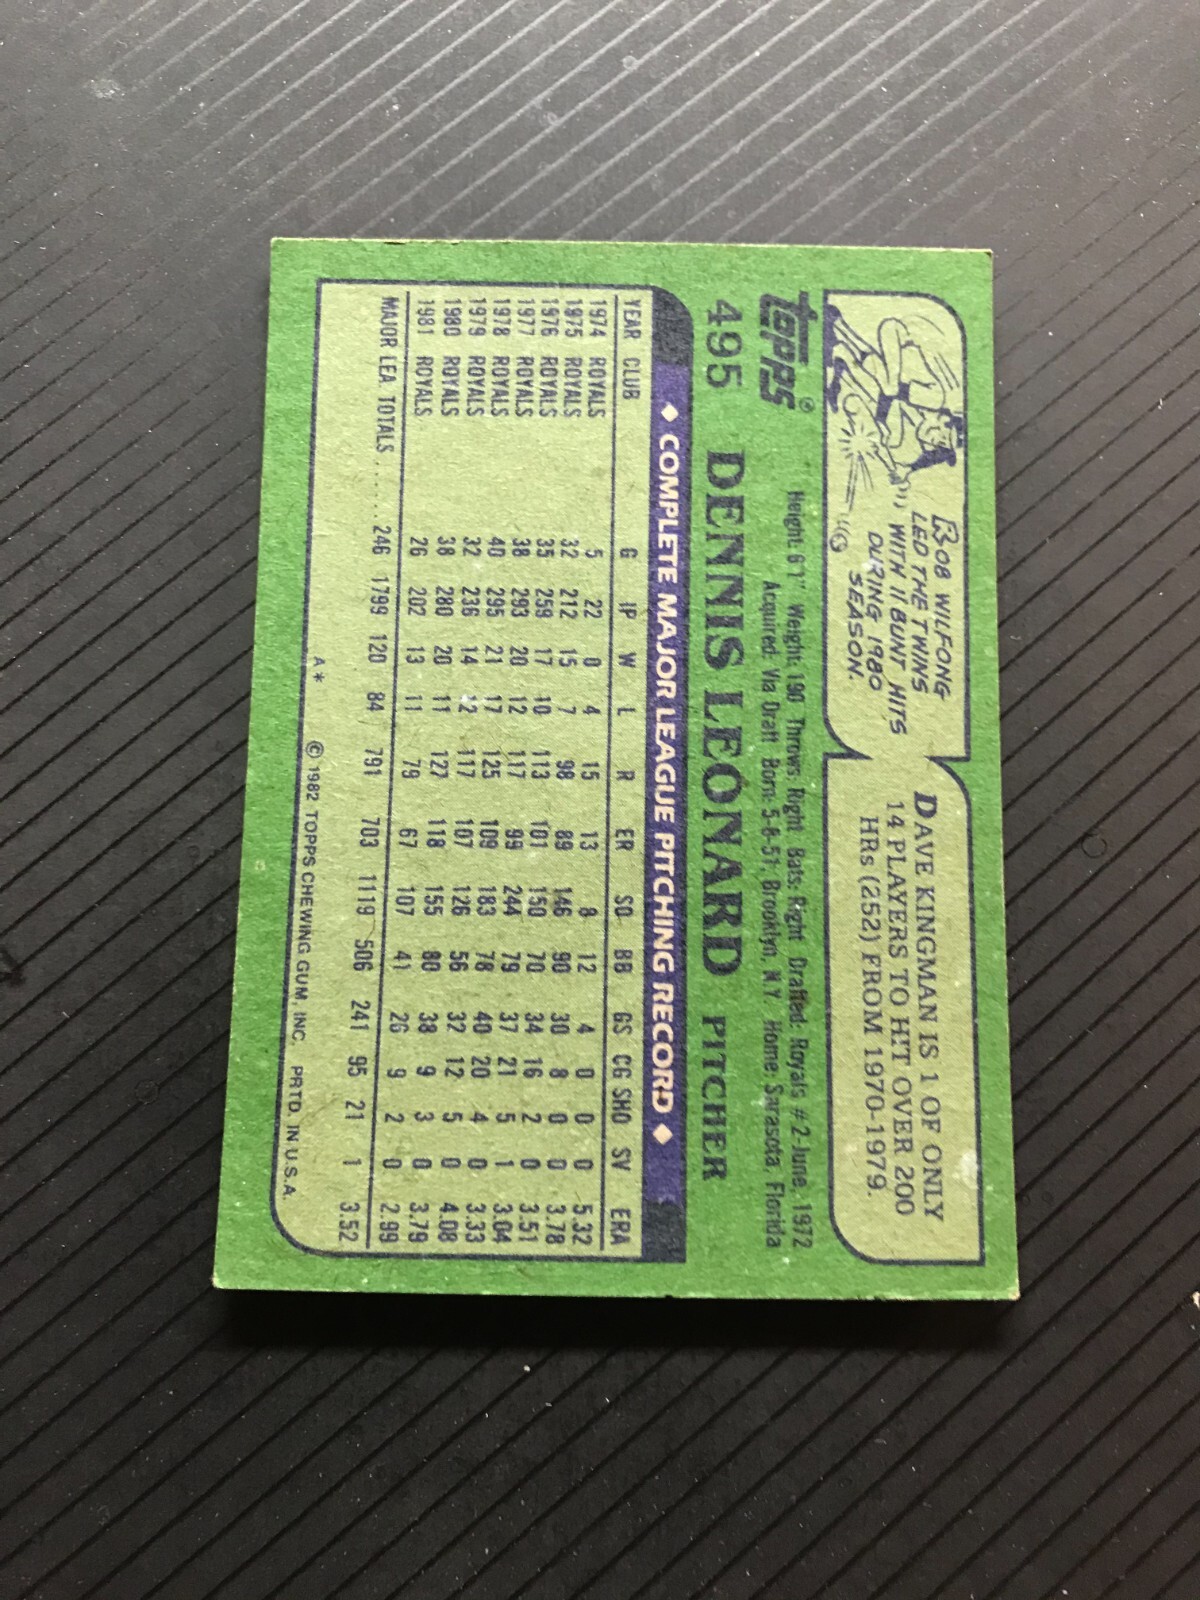 BOB WILFONG
LED THE TWINS
WITH 11 BUNT HITS
DURING 1980
SEASON.
DAVE KINGMAN IS 1 OF ONLY
14 PLAYERS TO HIT OVER 200
HRs (252) FROM 1970-1979.
TOPPS®
Height: 6'1" Weight: 190 Throws: Right Bats: Right Drafted: Royals #2-June, 1972
Acquired: Via Draft Born: 5-8-51, Brooklyn, N.Y. Home: Sarasota, Florida
495 DENNIS LEONARD PITCHER
♦ COMPLETE MAJOR LEAGUE PITCHING RECORD ♦
YEAR CLUB G IP W L R ER SO BB GS CG SHO SV ERA
1974 ROYALS 5 22 0 4 15 13 8 12 4 0 0 0 5.32
1975 ROYALS 32 212 15 7 98 89 146 90 30 8 0 0 3.78
1976 ROYALS 35 259 17 10 113 101 150 70 34 16 2 0 3.51
1977 ROYALS 38 293 20 12 117 99 244 79 37 21 5 1 3.04
1978 ROYALS 40 295 21 17 125 109 183 78 40 20 4 0 3.33
1979 ROYALS 32 236 14 12 117 107 126 56 32 12 5 0 4.08
1980 ROYALS 38 280 20 11 127 118 155 80 38 9 3 0 3.79
1981 ROYALS 26 202 13 11 79 67 107 41 26 9 2 0 2.99
MAJOR LEA. TOTALS...... 246 1799 120 84 791 703 1119 506 241 95 21 1 3.52
A* © 1982 TOPPS CHEWING GUM, INC. PRTD. IN U.S.A.